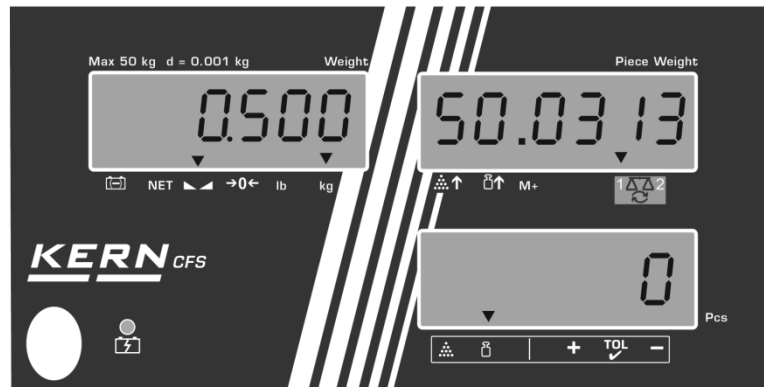 Max 50 kg d = 0.001 kg Weight
0.500
NET →0← lb kg
Piece Weight
50.0313
M+
1 2
KERN CFS
0
Pcs
+ TOL −